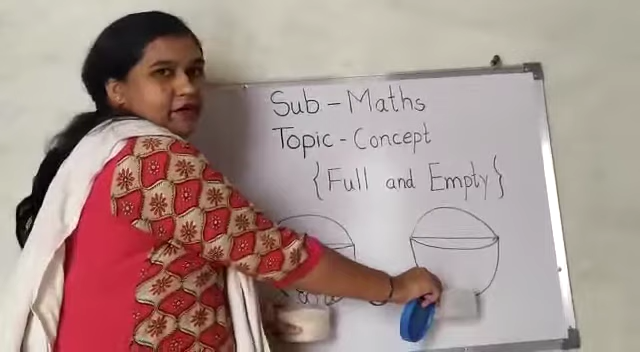 Sub - Maths
Topic - Concept
{Full and Empty}